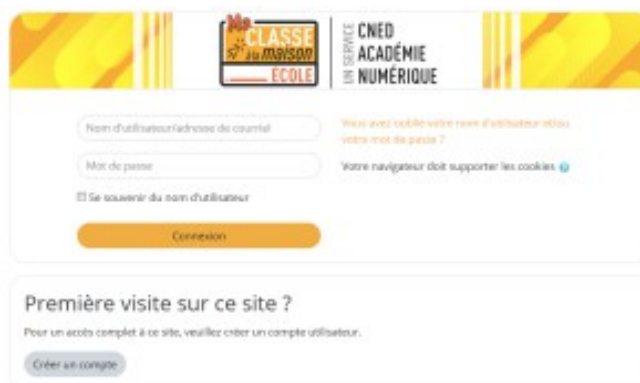 Ma
CLASSE
à la maison
ÉCOLE
UN SERVICE
CNED
ACADÉMIE
NUMÉRIQUE
Nom d'utilisateur/adresse de courriel
Vous avez oublié votre nom d'utilisateur et/ou
votre mot de passe ?
Mot de passe
Votre navigateur doit supporter les cookies
Se souvenir du nom d'utilisateur
Connexion
Première visite sur ce site ?
Pour un accès complet à ce site, veuillez créer un compte utilisateur.
Créer un compte